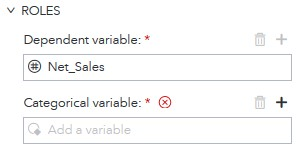 ROLES
Dependent variable: *
Net_Sales
Categorical variable: *
Add a variable